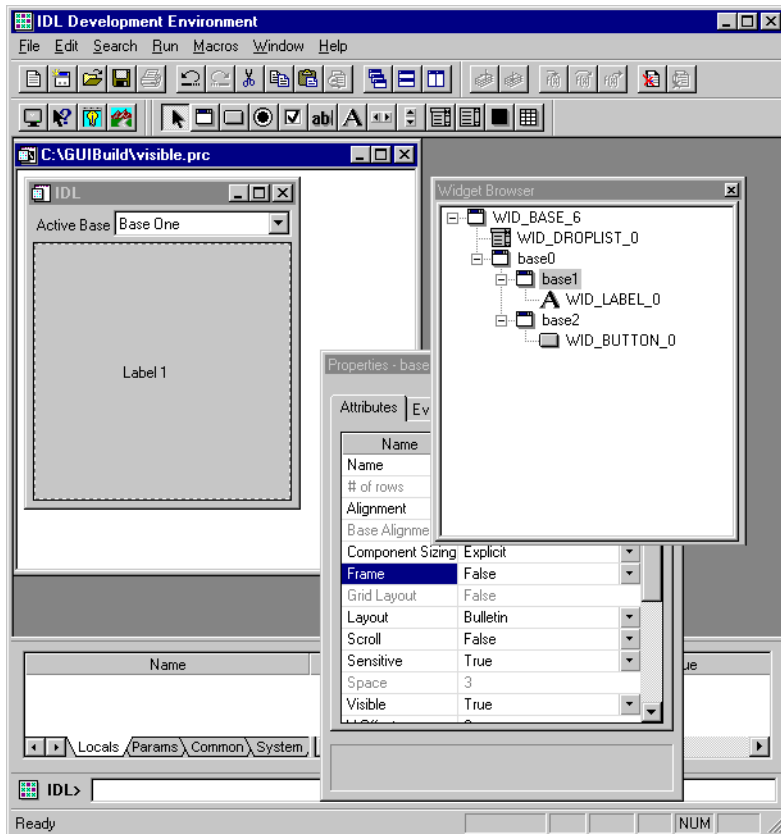 IDL Development Environment
File Edit Search Run Macros Window Help
abl A
C:\GUIBuild\visible.prc
IDL
Active Base Base One
Label 1
Widget Browser
WID_BASE_6
WID_DROPLIST_0
base0
base1
A WID_LABEL_0
base2
WID_BUTTON_0
Properties - base
Attributes Ev
Name
Name
# of rows
Alignment
Base Alignme
Component Sizing Explicit
Frame False
Grid Layout False
Layout Bulletin
Scroll False
Sensitive True
Space 3
Visible True
Name
ue
Locals Params Common System
IDL>
Ready NUM